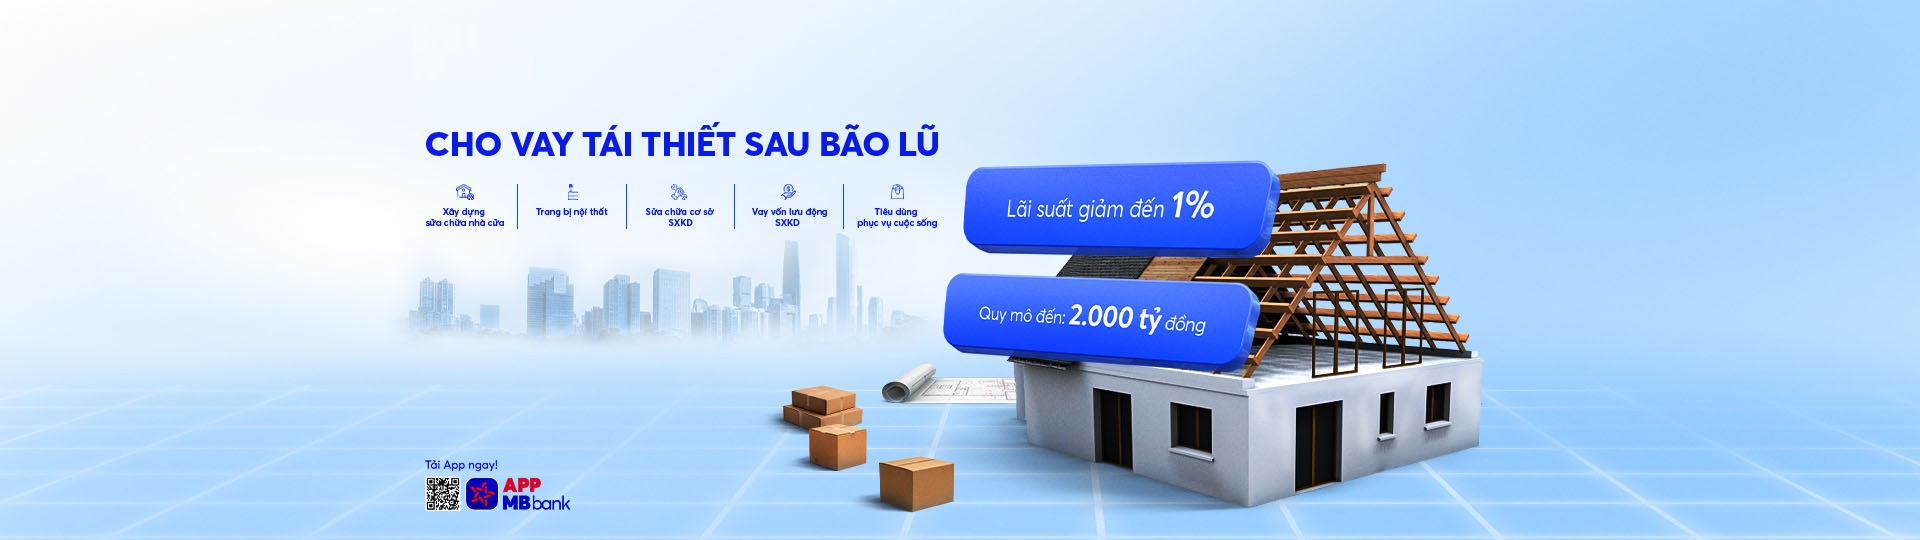 CHO VAY TÁI THIẾT SAU BÃO LŨ
Xây dựng
sửa chữa nhà cửa
Trang bị nội thất
Sửa chữa cơ sở
SXKD
Vay vốn lưu động
SXKD
Tiêu dùng
phục vụ cuộc sống
Lãi suất giảm đến 1%
Quy mô đến: 2.000 tỷ đồng
Tải App ngay!
APP
MBbank